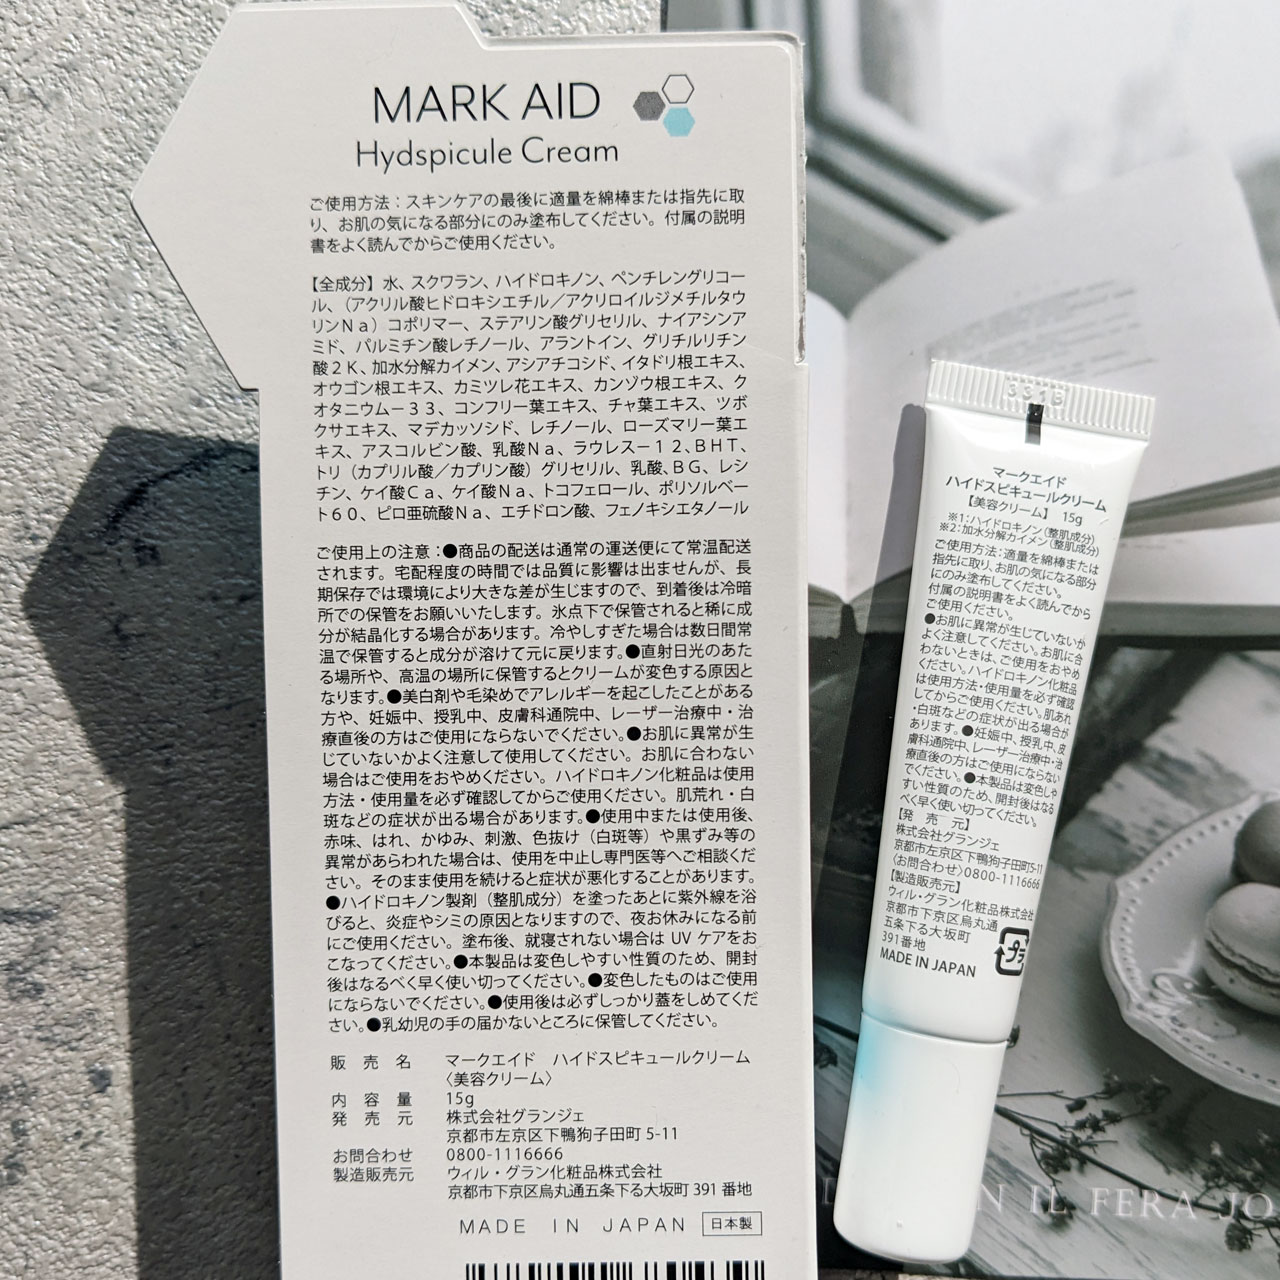 MARK AID
Hydspicule Cream
ご使用方法：スキンケアの最後に適量を綿棒または指先に取
り、お肌の気になる部分にのみ塗布してください。付属の説明
書をよく読んでからご使用ください。
【全成分】水、スクワラン、ハイドロキノン、ペンチレングリコー
ル、（アクリル酸ヒドロキシエチル／アクリロイルジメチルタウ
リンＮａ）コポリマー、ステアリン酸グリセリル、ナイアシンア
ミド、パルミチン酸レチノール、アラントイン、グリチルリチン
酸２Ｋ、加水分解カイメン、アシアチコシド、イタドリ根エキス、
オウゴン根エキス、カミツレ花エキス、カンゾウ根エキス、ク
オタニウム－３３、コンフリー葉エキス、チャ葉エキス、ツボ
クサエキス、マデカッソシド、レチノール、ローズマリー葉エ
キス、アスコルビン酸、乳酸Ｎａ、ラウレス－１２、ＢＨＴ、
トリ（カプリル酸／カプリン酸）グリセリル、乳酸、ＢＧ、レシ
チン、ケイ酸Ｃａ、ケイ酸Ｎａ、トコフェロール、ポリソルベー
ト６０、ピロ亜硫酸Ｎａ、エチドロン酸、フェノキシエタノール
ご使用上の注意：●商品の配送は通常の運送便にて常温配送
されます。宅配程度の時間では品質に影響は出ませんが、長
期保存では環境により大きな差が生じますので、到着後は冷暗
所での保管をお願いいたします。氷点下で保管されると稀に成
分が結晶化する場合があります。冷やしすぎた場合は数日間常
温で保管すると成分が溶けて元に戻ります。●直射日光のあた
る場所や、高温の場所に保管するとクリームが変色する原因と
なります。●美白剤や毛染めでアレルギーを起こしたことがある
方や、妊娠中、授乳中、皮膚科通院中、レーザー治療中・治
療直後の方はご使用にならないでください。●お肌に異常が生
じていないかよく注意して使用してください。お肌に合わない
場合はご使用をおやめください。ハイドロキノン化粧品は使用
方法・使用量を必ず確認してからご使用ください。肌荒れ・白
斑などの症状が出る場合があります。●使用中または使用後、
赤味、はれ、かゆみ、刺激、色抜け（白斑等）や黒ずみ等の
異常があらわれた場合は、使用を中止し専門医等へご相談くだ
さい。そのまま使用を続けると症状が悪化することがあります。
●ハイドロキノン製剤（整肌成分）を塗ったあとに紫外線を浴
びると、炎症やシミの原因となりますので、夜お休みになる前
にご使用ください。塗布後、就寝されない場合は UV ケアをお
こなってください。●本製品は変色しやすい性質のため、開封
後はなるべく早く使い切ってください。●変色したものはご使用
にならないでください。●使用後は必ずしっかり蓋をしめてくだ
さい。●乳幼児の手の届かないところに保管してください。
販売名 マークエイド ハイドスピキュールクリーム
〈美容クリーム〉
内容量 15g
発売元 株式会社グランジェ
京都市左京区下鴨狗子田町 5-11
お問合わせ 0800-1116666
製造販売元 ウィル・グラン化粧品株式会社
京都市下京区烏丸通五条下る大坂町 391 番地
MADE IN JAPAN 日本製
331B
マークエイド
ハイドスピキュールクリーム
【美容クリーム】 15g
※1：ハイドロキノン（整肌成分）
※2：加水分解カイメン（整肌成分）
ご使用方法：適量を綿棒または
指先に取り、お肌の気になる部分
にのみ塗布してください。
付属の説明書をよく読んでから
ご使用ください。
●お肌に異常が生じていないか
よく注意してください。お肌に合
わないときは、ご使用をおやめ
ください。ハイドロキノン化粧品
は使用方法・使用量を必ず確認
してからご使用ください。肌あれ
・白斑などの症状が出る場合が
あります。●妊娠中、授乳中、皮
膚科通院中、レーザー治療中・治
療直後の方はご使用にならない
でください。●本製品は変色しや
すい性質のため、開封後はなる
べく早く使い切ってください。
【発売元】
株式会社グランジェ
京都市左京区下鴨狗子田町5-11
〈お問合わせ〉0800-1116666
【製造販売元】
ウィル・グラン化粧品株式会社
京都市下京区烏丸通
五条下る大坂町
391番地
MADE IN JAPAN
プラ
IL FERA JO